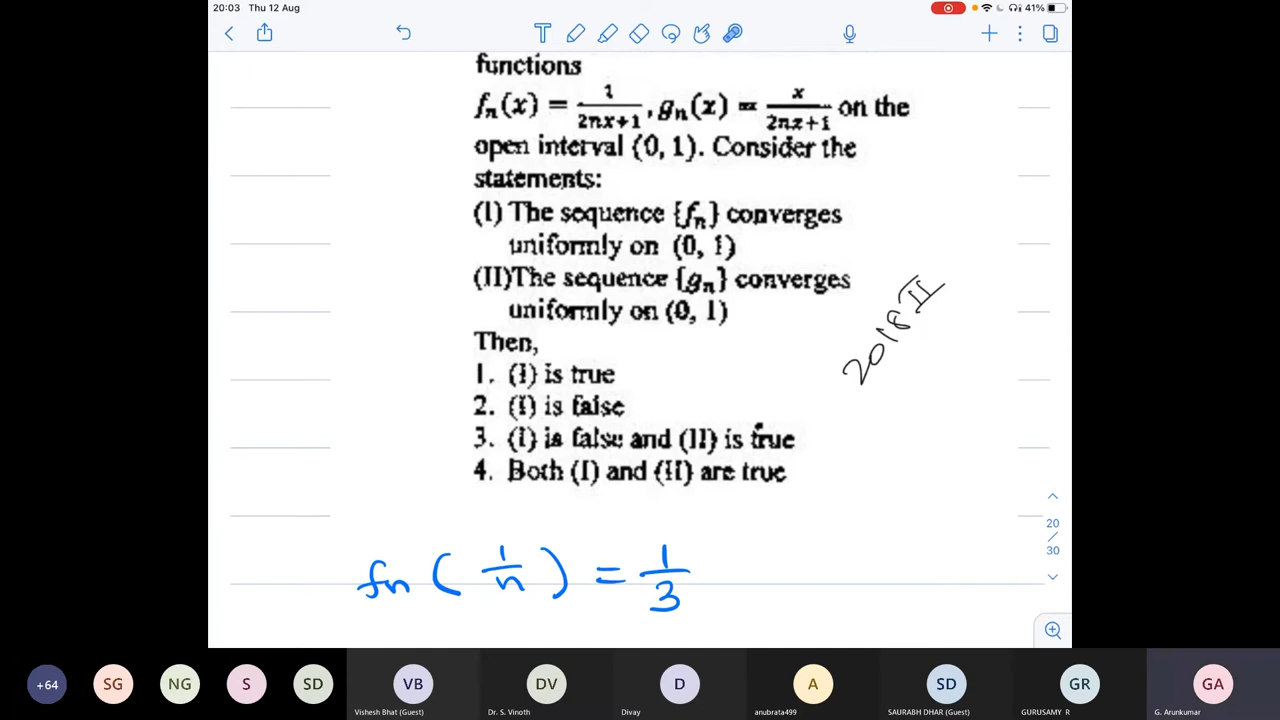 20:03 Thu 12 Aug
41%
functions
fₙ(x) = 1/(2nx+1), gₙ(x) = x/(2nx+1) on the
open interval (0, 1). Consider the
statements:
(I) The sequence {fₙ} converges
uniformly on (0, 1)
(II)The sequence {gₙ} converges
uniformly on (0, 1)
Then,
1. (I) is true
2. (I) is false
3. (I) is false and (II) is true
4. Both (I) and (II) are true
2018 II
fn(1/n) = 1/3
20
/
30
+64
SG
NG
S
SD
VB
DV
D
A
SD
GR
GA
Vishesh Bhat (Guest)
Dr. S. Vinoth
Divay
anubrata499
SAURABH DHAR (Guest)
GURUSAMY R
G. Arunkumar